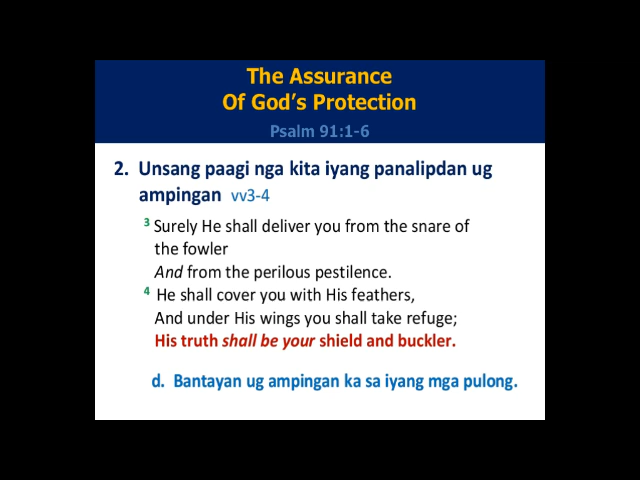 The Assurance
Of God's Protection
Psalm 91:1-6
2. Unsang paagi nga kita iyang panalipdan ug
ampingan vv3-4
3 Surely He shall deliver you from the snare of
the fowler
And from the perilous pestilence.
4 He shall cover you with His feathers,
And under His wings you shall take refuge;
His truth shall be your shield and buckler.
d. Bantayan ug ampingan ka sa iyang mga pulong.